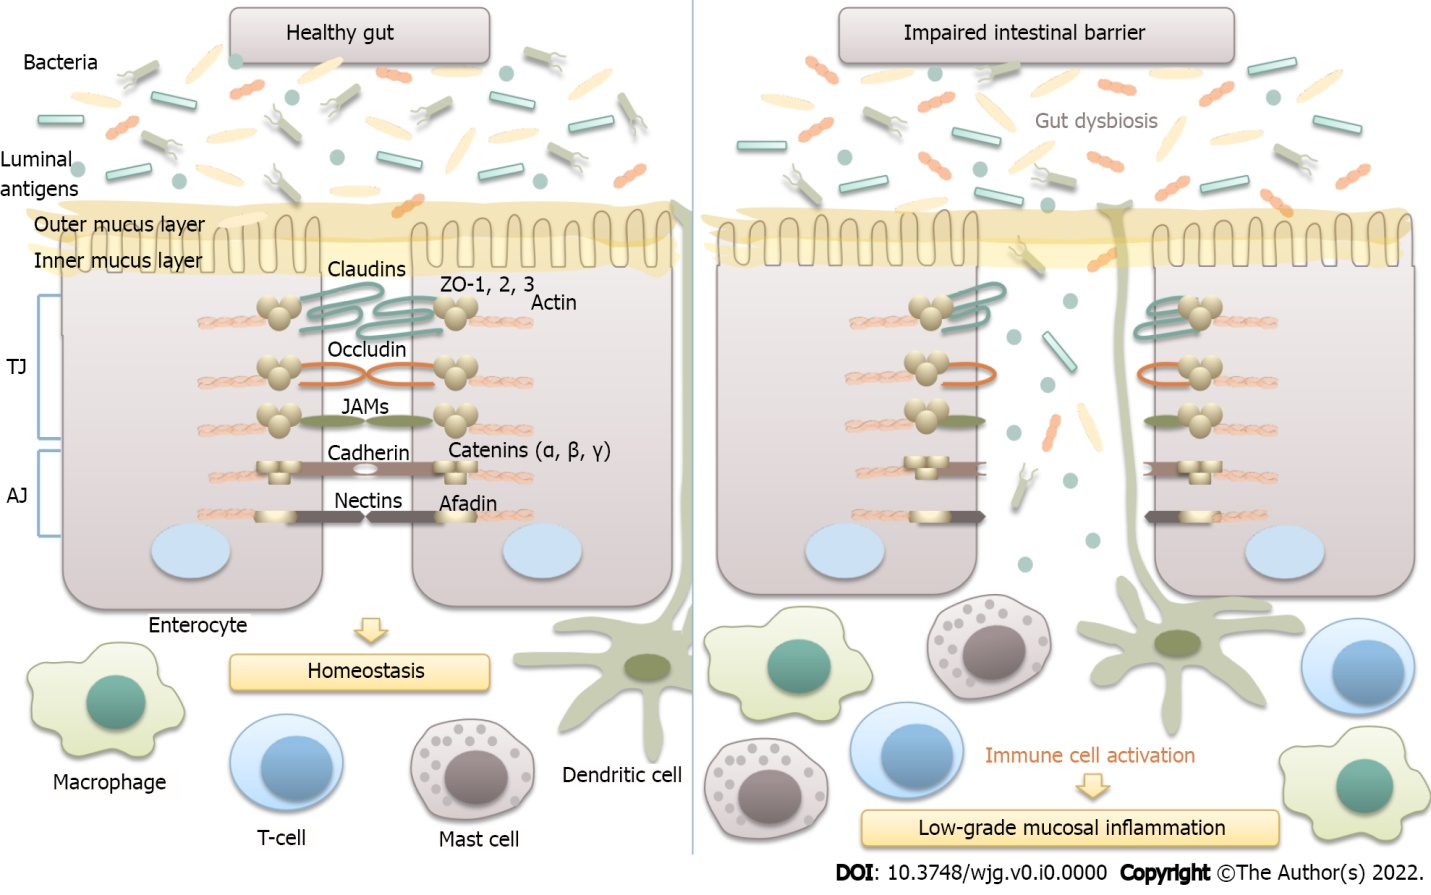 Healthy gut
Impaired intestinal barrier
Bacteria
Gut dysbiosis
Luminal
antigens
Outer mucus layer
Inner mucus layer
Claudins
ZO-1, 2, 3
Actin
Occludin
TJ
JAMs
Cadherin
Catenins (α, β, γ)
AJ
Nectins
Afadin
Enterocyte
Homeostasis
Macrophage
T-cell
Mast cell
Dendritic cell
Immune cell activation
Low-grade mucosal inflammation
DOI: 10.3748/wjg.v0.i0.0000 Copyright ©The Author(s) 2022.